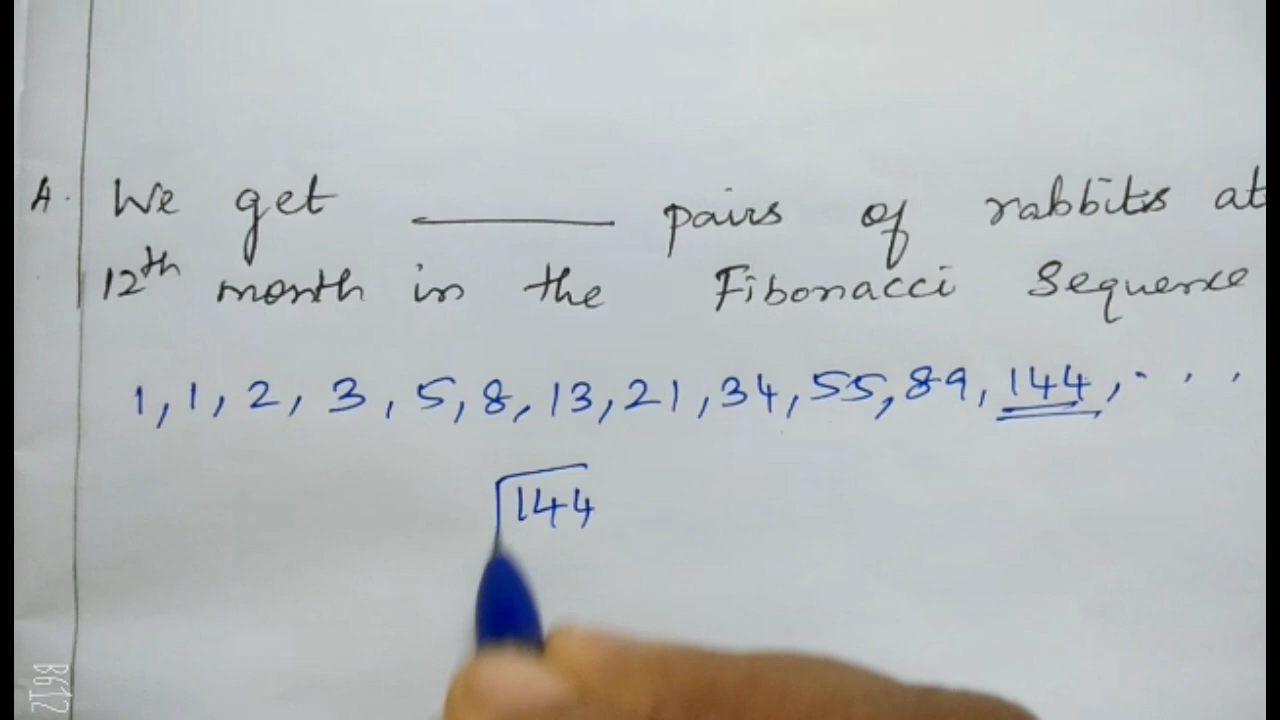 A. We get ______ pairs of rabbits at
12th month in the Fibonacci Sequence
1, 1, 2, 3, 5, 8, 13, 21, 34, 55, 89, 144, . . .
144
B612